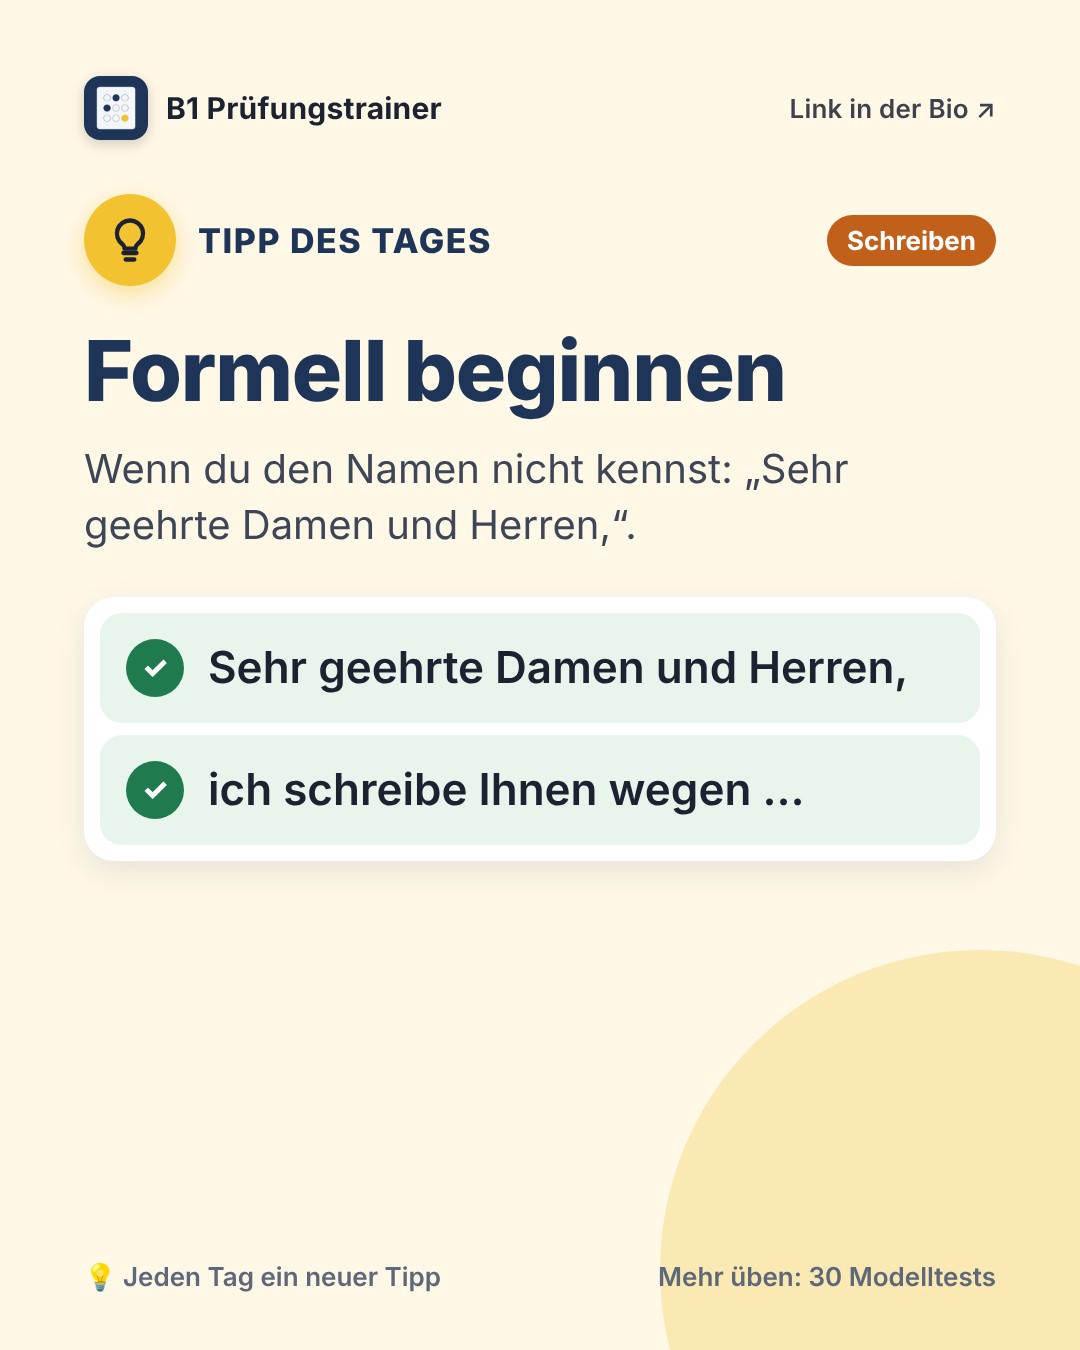 B1 Prüfungstrainer
Link in der Bio ↗
TIPP DES TAGES
Schreiben
Formell beginnen
Wenn du den Namen nicht kennst: „Sehr
geehrte Damen und Herren,“.
Sehr geehrte Damen und Herren,
ich schreibe Ihnen wegen …
💡 Jeden Tag ein neuer Tipp
Mehr üben: 30 Modelltests